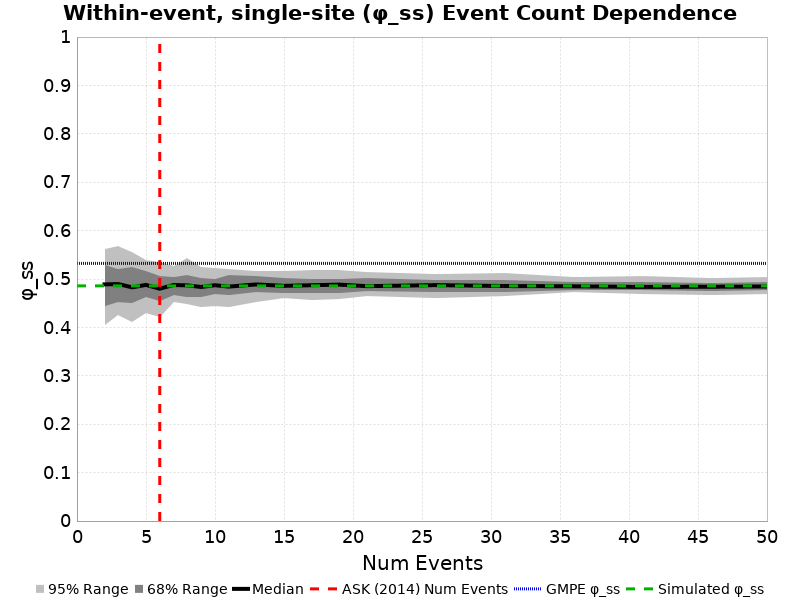 Within-event, single-site (φ_ss) Event Count Dependence
1
0.9
0.8
0.7
0.6
0.5
0.4
0.3
0.2
0.1
0
φ_ss
0 5 10 15 20 25 30 35 40 45 50
Num Events
95% Range 68% Range Median ASK (2014) Num Events GMPE φ_ss Simulated φ_ss